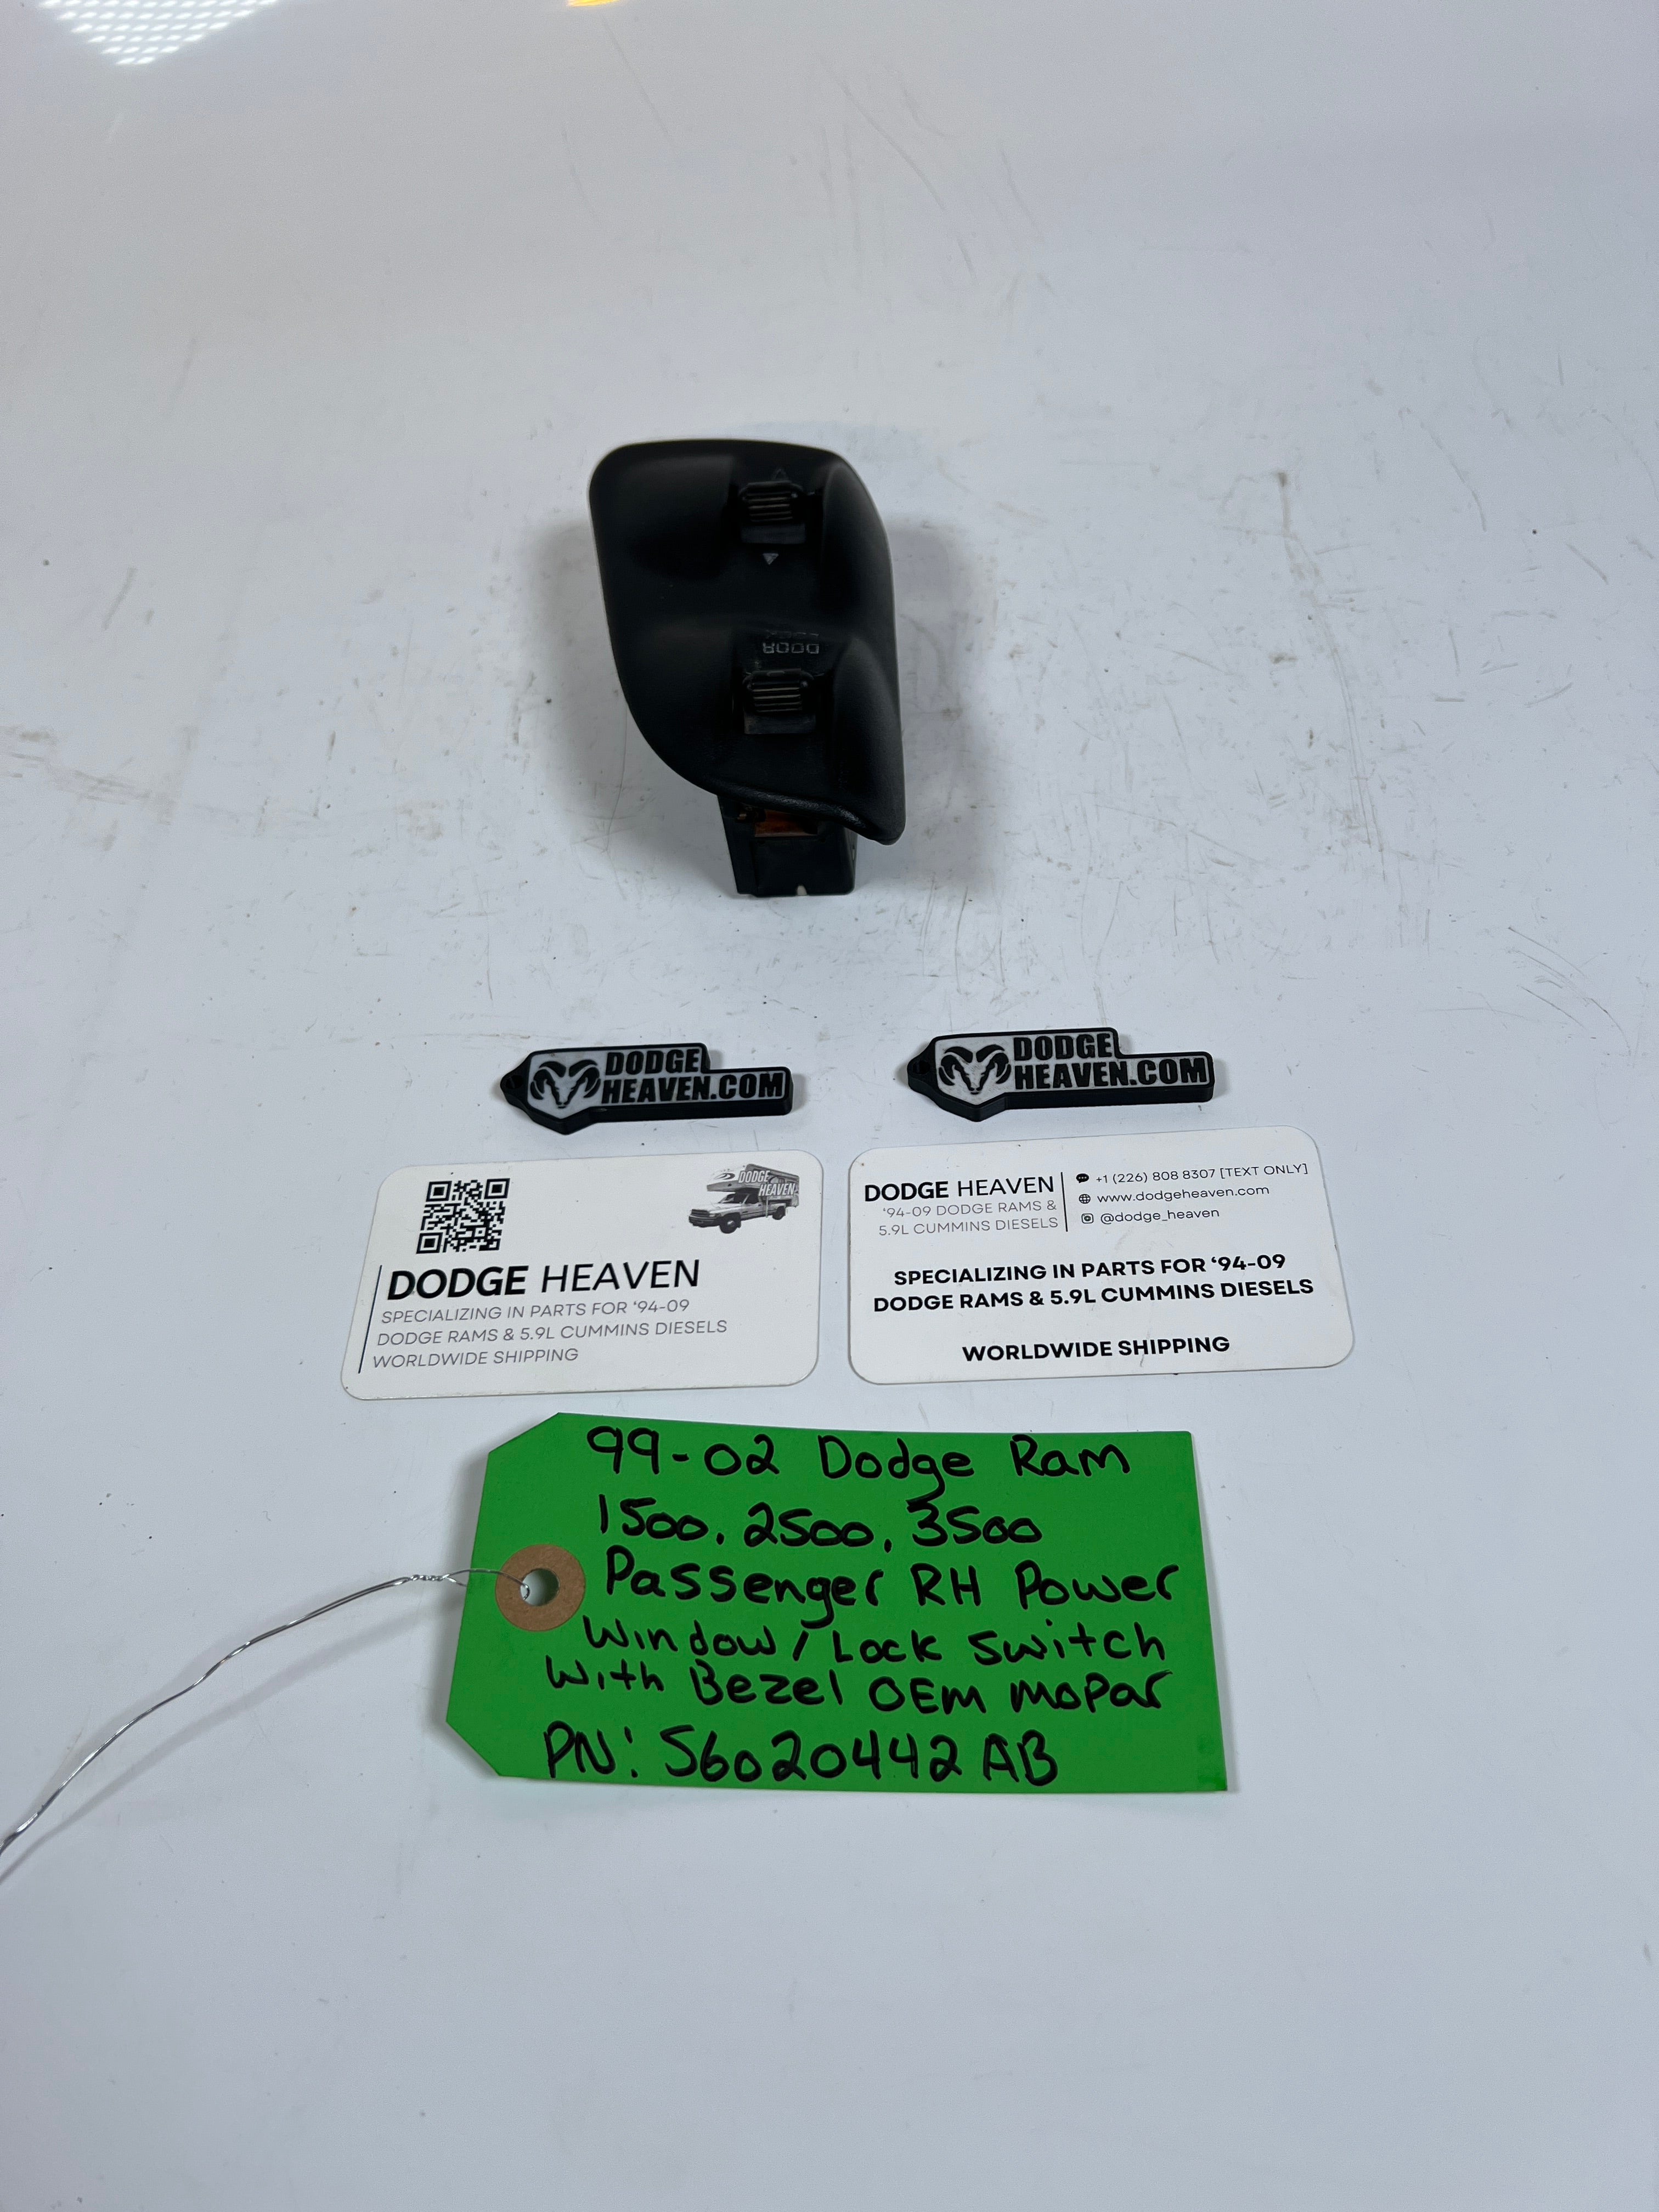 DOOR
LOCK
DODGE
HEAVEN.COM
DODGE
HEAVEN.COM
DODGE
HEAVEN
DODGE HEAVEN
SPECIALIZING IN PARTS FOR ‘94-09
DODGE RAMS & 5.9L CUMMINS DIESELS
WORLDWIDE SHIPPING
DODGE HEAVEN
‘94-09 DODGE RAMS &
5.9L CUMMINS DIESELS
+1 (226) 808 8307 [TEXT ONLY]
www.dodgeheaven.com
@dodge_heaven
SPECIALIZING IN PARTS FOR ‘94-09
DODGE RAMS & 5.9L CUMMINS DIESELS
WORLDWIDE SHIPPING
99-02 Dodge Ram
1500, 2500, 3500
Passenger RH Power
Window / Lock Switch
With Bezel OEM Mopar
PN: 56020442AB